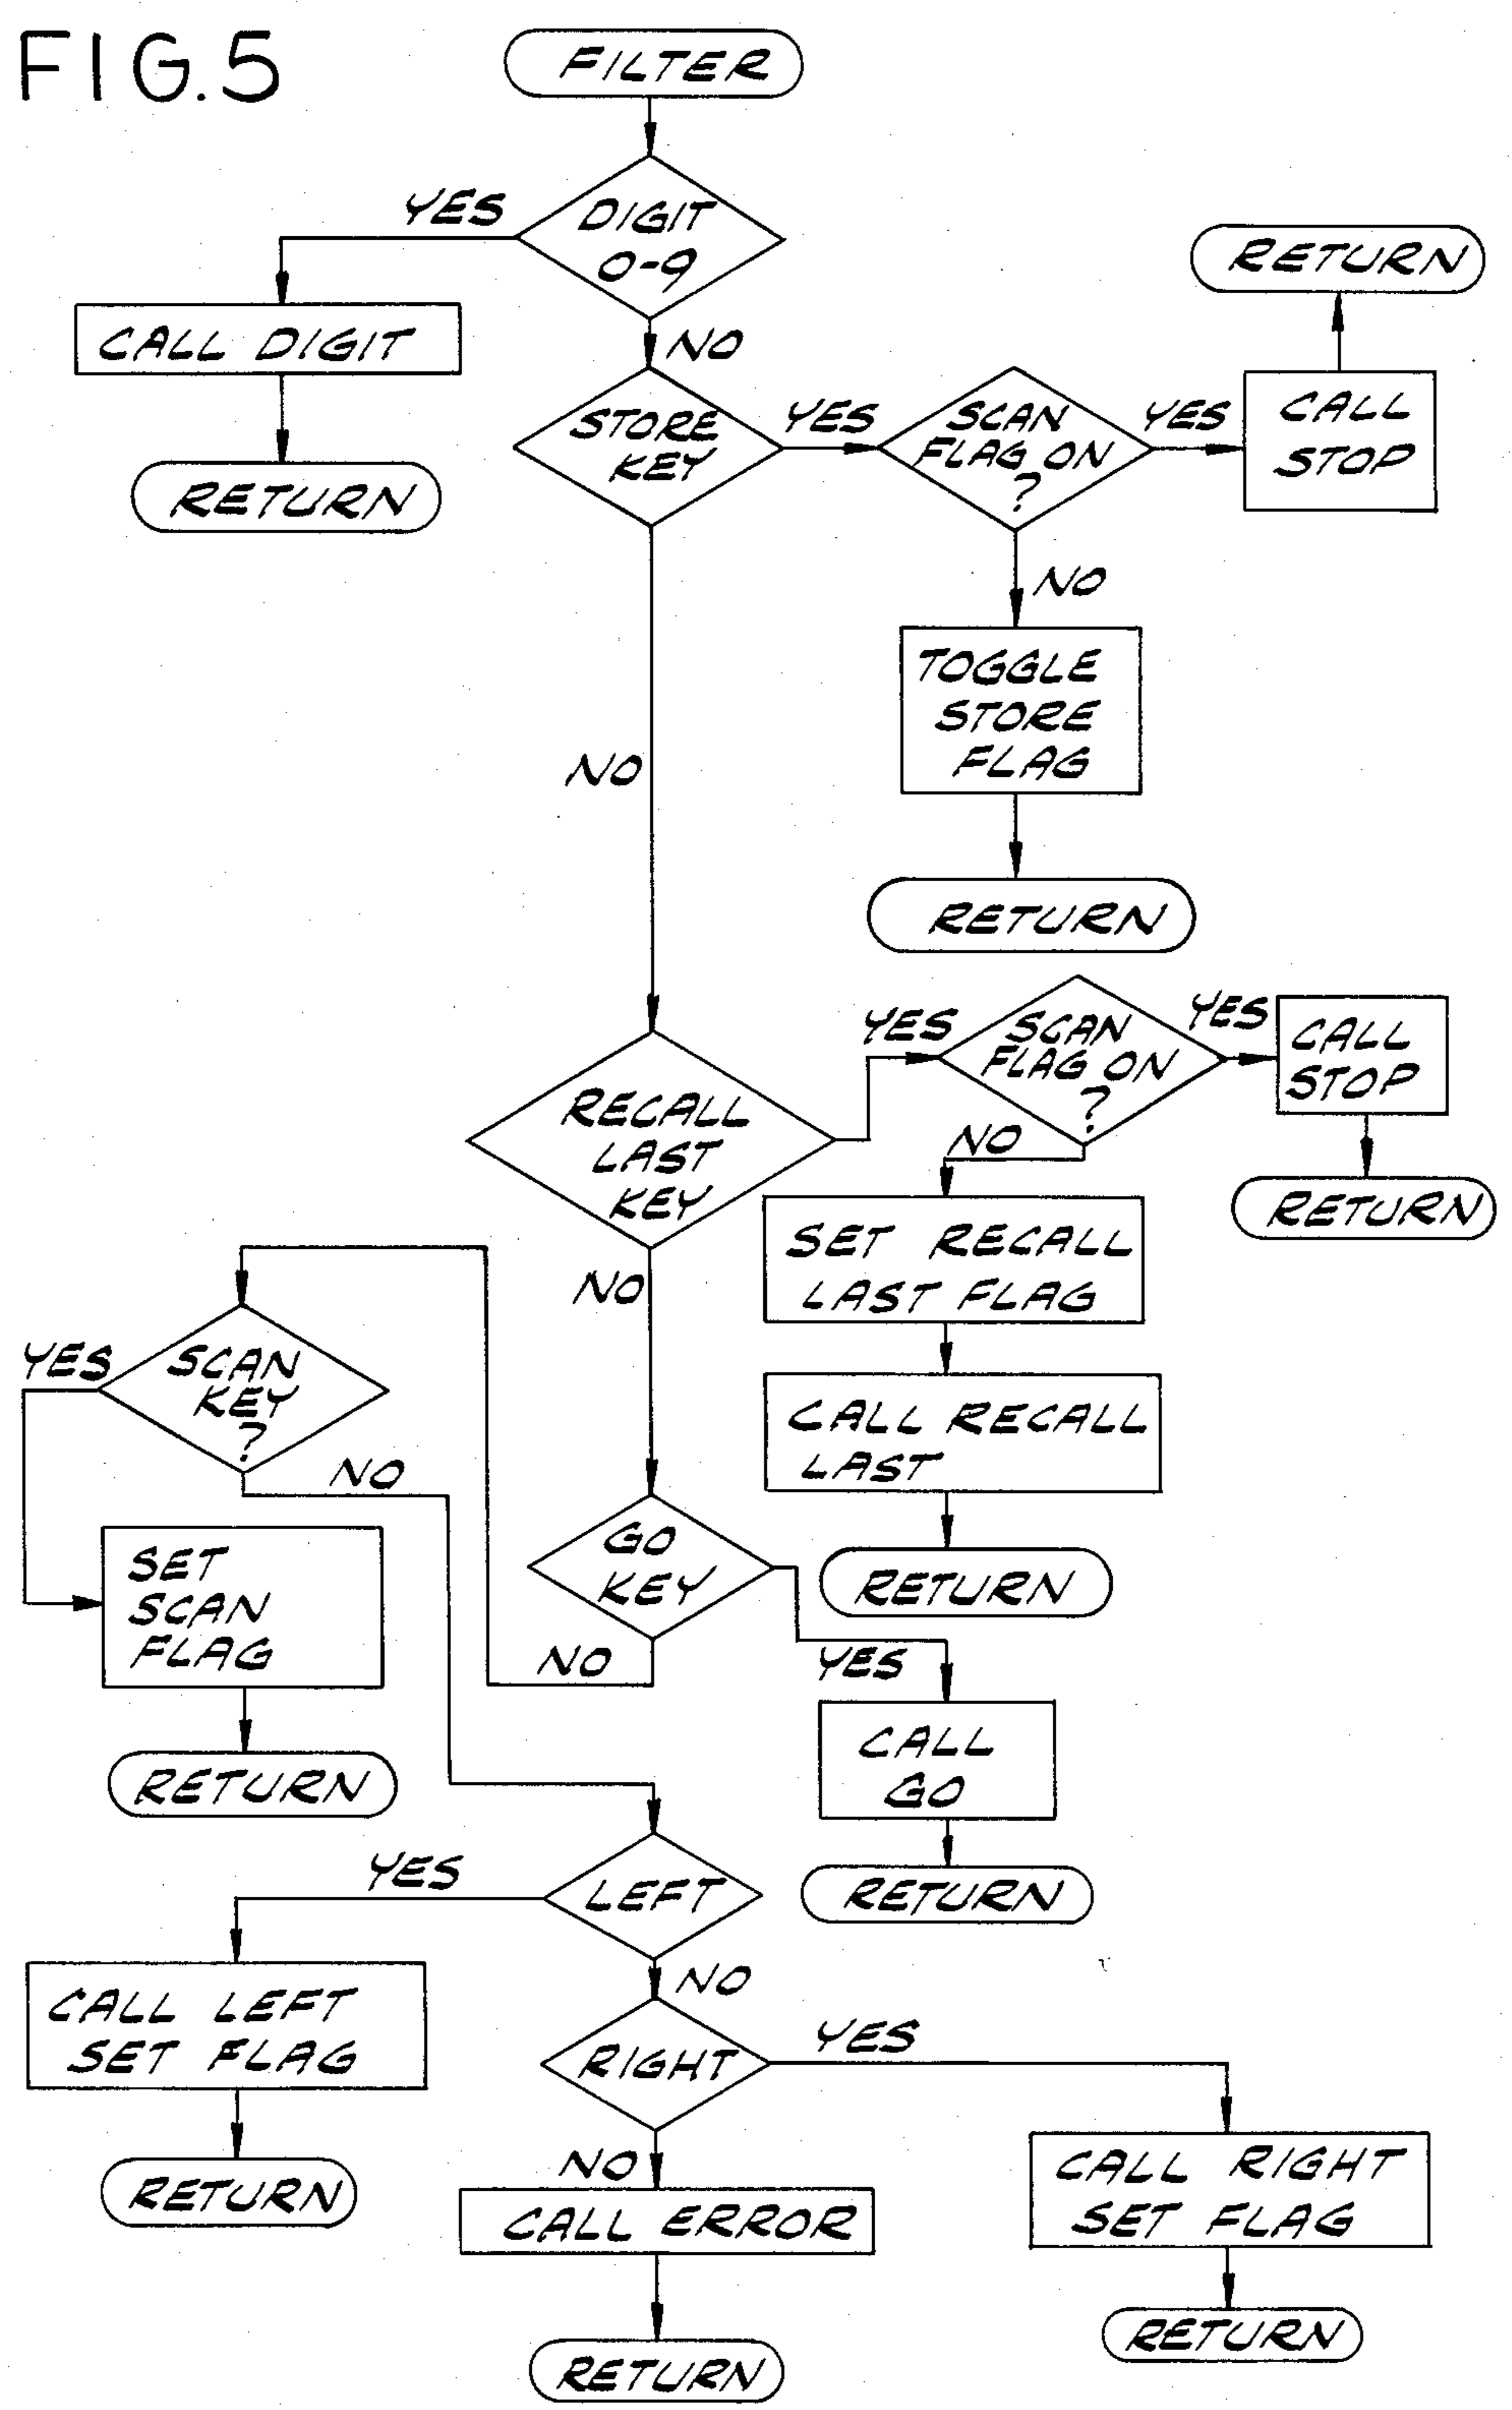 FIG.5
FILTER
YES
DIGIT
0-9
RETURN
CALL DIGIT
NO
STORE
KEY
YES
SCAN
FLAG ON
?
YES
CALL
STOP
RETURN
NO
TOGGLE
STORE
FLAG
NO
RETURN
RECALL
LAST
KEY
YES
SCAN
FLAG ON
?
YES
CALL
STOP
NO
RETURN
SET RECALL
LAST FLAG
NO
YES
SCAN
KEY
?
CALL RECALL
LAST
NO
GO
KEY
RETURN
SET
SCAN
FLAG
NO
YES
RETURN
CALL
GO
YES
LEFT
RETURN
CALL LEFT
SET FLAG
NO
RIGHT
YES
RETURN
NO
CALL ERROR
CALL RIGHT
SET FLAG
RETURN
RETURN